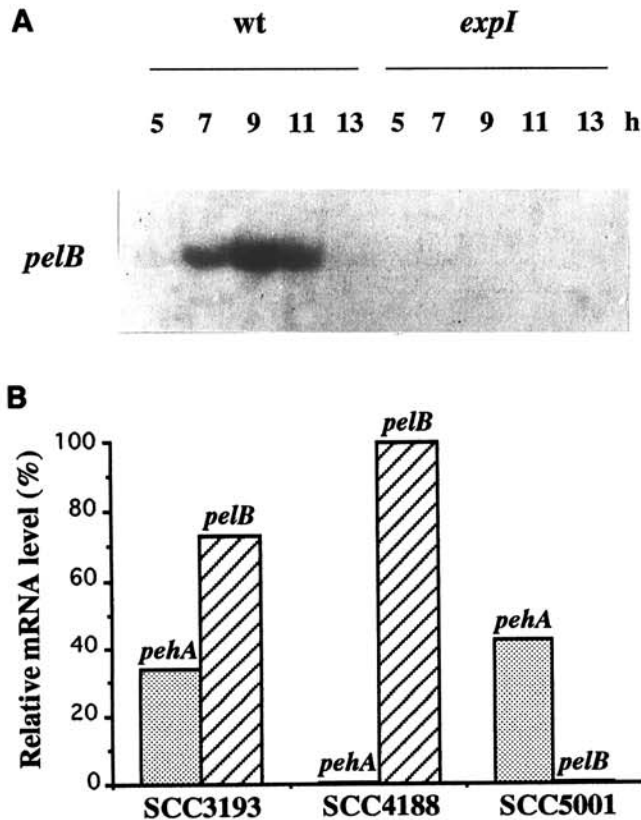 A
wt expI
5 7 9 11 13 5 7 9 11 13 h
pelB
B
Relative mRNA level (%)
100
80
60
40
20
0
pehA
pelB
pehA
pelB
pehA
pelB
SCC3193 SCC4188 SCC5001